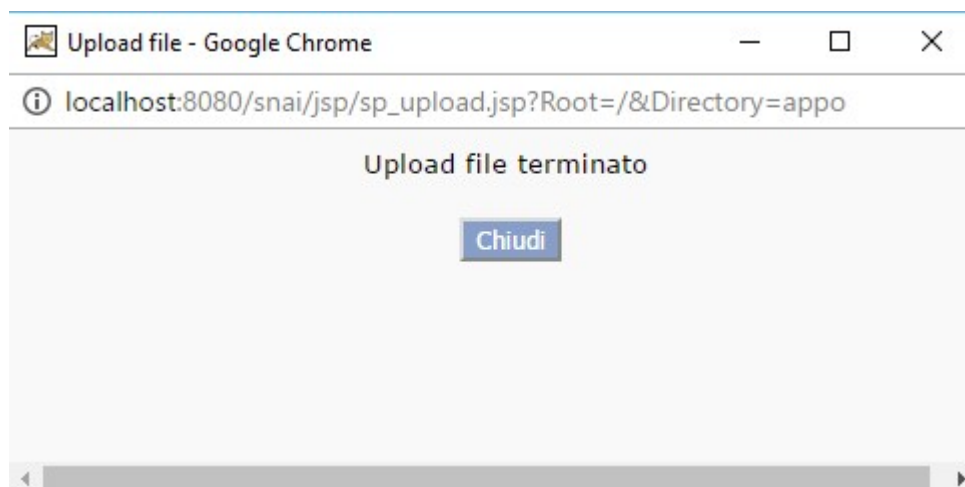 Upload file - Google Chrome
localhost:8080/snai/jsp/sp_upload.jsp?Root=/&Directory=appo
Upload file terminato
Chiudi